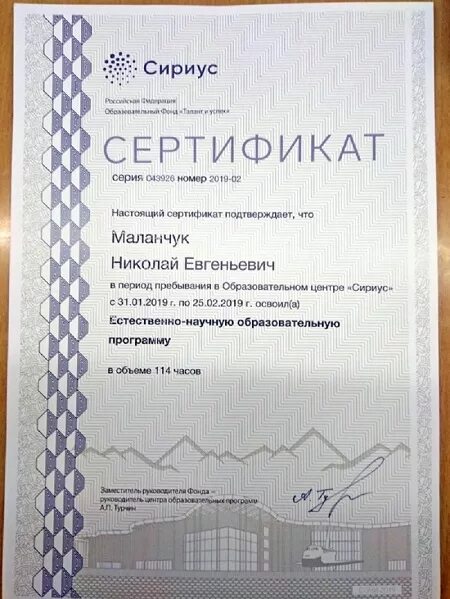 Сириус
Российская Федерация
Образовательный Фонд «Талант и успех»
СЕРТИФИКАТ
серия 043926 номер 2019-02
Настоящий сертификат подтверждает, что
Маланчук
Николай Евгеньевич
в период пребывания в Образовательном центре «Сириус»
с 31.01.2019 г. по 25.02.2019 г. освоил(а)
Естественно-научную образовательную
программу
в объеме 114 часов
Заместитель руководителя Фонда –
руководитель центра образовательных программ
А.П. Турчин